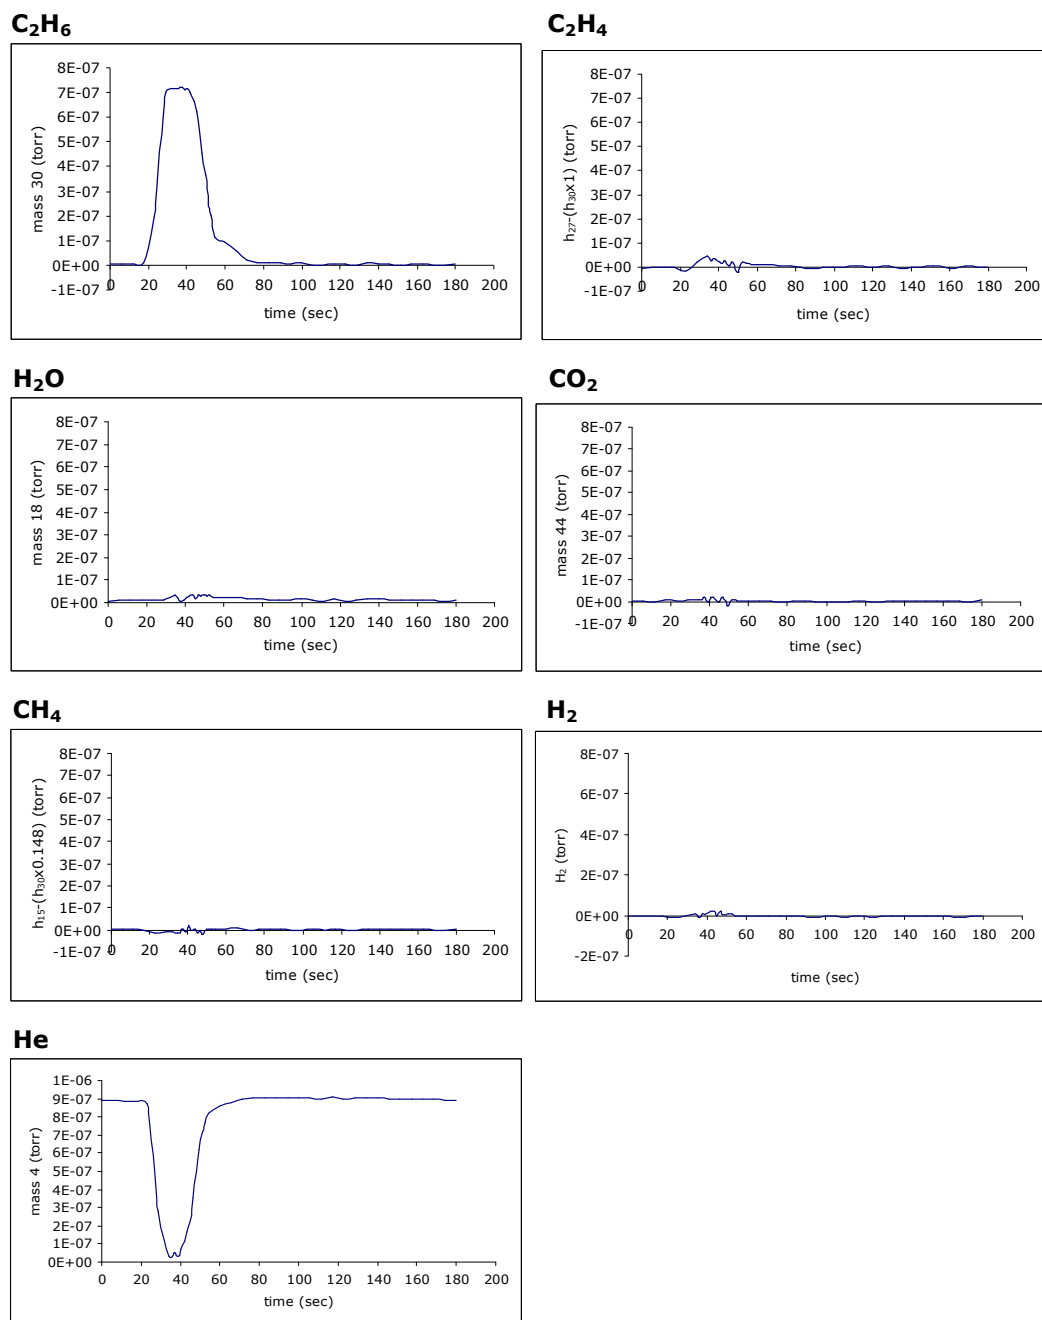 C₂H₆
8E-07
7E-07
6E-07
5E-07
4E-07
3E-07
2E-07
1E-07
0E+00
-1E-07
mass 30 (torr)
0 20 40 60 80 100 120 140 160 180 200
time (sec)
C₂H₄
8E-07
7E-07
6E-07
5E-07
4E-07
3E-07
2E-07
1E-07
0E+00
-1E-07
h₂₇-(h₃₀x1) (torr)
0 20 40 60 80 100 120 140 160 180 200
time (sec)
H₂O
8E-07
7E-07
6E-07
5E-07
4E-07
3E-07
2E-07
1E-07
0E+00
mass 18 (torr)
0 20 40 60 80 100 120 140 160 180 200
time (sec)
CO₂
8E-07
7E-07
6E-07
5E-07
4E-07
3E-07
2E-07
1E-07
0E+00
-1E-07
mass 44 (torr)
0 20 40 60 80 100 120 140 160 180 200
time (sec)
CH₄
8E-07
7E-07
6E-07
5E-07
4E-07
3E-07
2E-07
1E-07
0E+00
-1E-07
h₁₅-(h₃₀x0.148) (torr)
0 20 40 60 80 100 120 140 160 180 200
time (sec)
H₂
8E-07
6E-07
4E-07
2E-07
0E+00
-2E-07
H₂ (torr)
0 20 40 60 80 100 120 140 160 180 200
time (sec)
He
1E-06
9E-07
8E-07
7E-07
6E-07
5E-07
4E-07
3E-07
2E-07
1E-07
0E+00
mass 4 (torr)
0 20 40 60 80 100 120 140 160 180 200
time (sec)